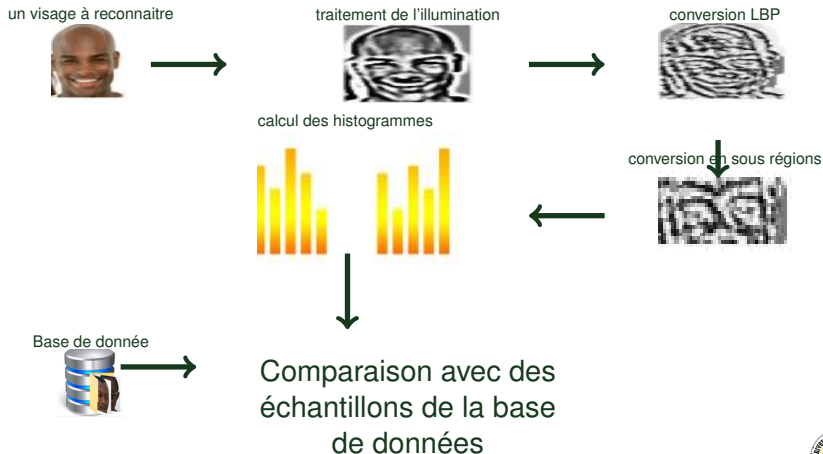 un visage à reconnaitre
traitement de l'illumination
conversion LBP
calcul des histogrammes
conversion en sous régions
Base de donnée
Comparaison avec des
échantillons de la base
de données